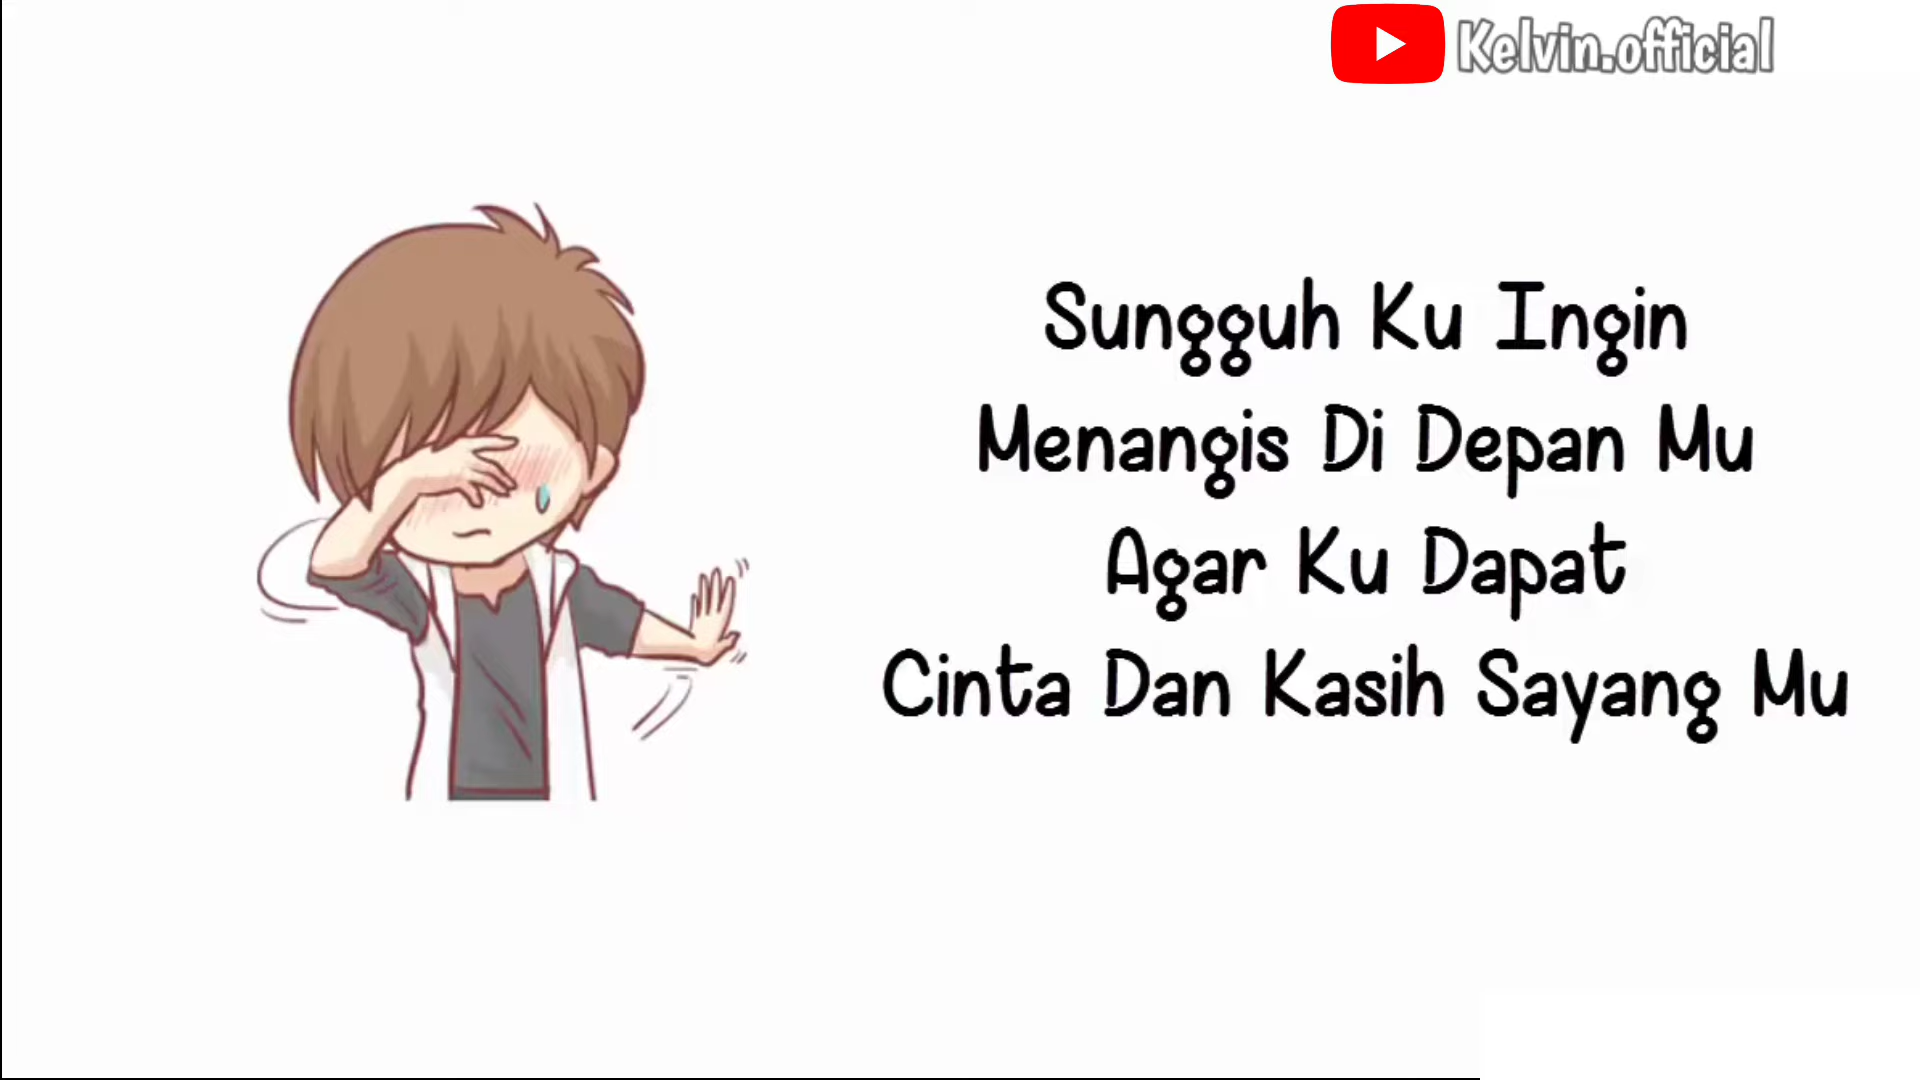 Kelvin.official
Sungguh Ku Ingin
Menangis Di Depan Mu
Agar Ku Dapat
Cinta Dan Kasih Sayang Mu